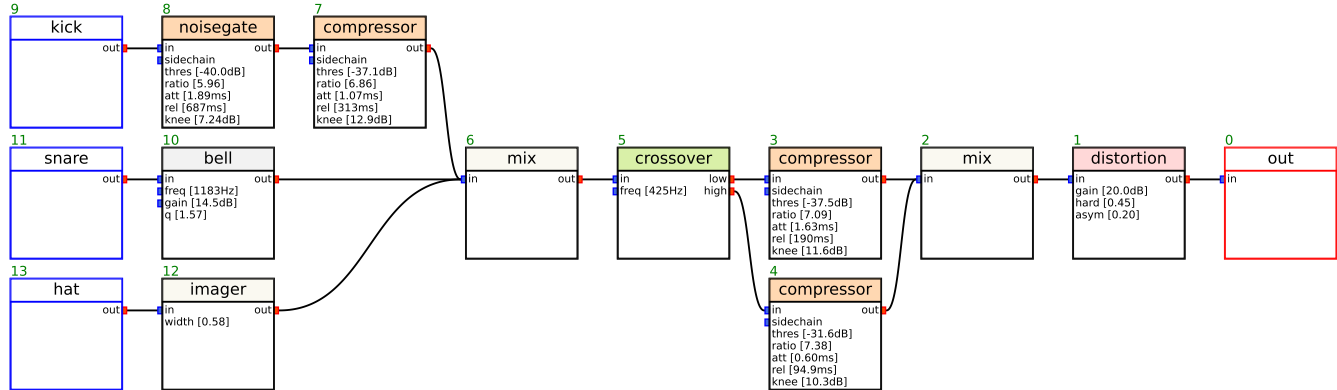 9
kick
out
8
noisegate
in out
sidechain
thres [-40.0dB]
ratio [5.96]
att [1.89ms]
rel [687ms]
knee [7.24dB]
7
compressor
in out
sidechain
thres [-37.1dB]
ratio [6.86]
att [1.07ms]
rel [313ms]
knee [12.9dB]
11
snare
out
10
bell
in out
freq [1183Hz]
gain [14.5dB]
q [1.57]
6
mix
in out
5
crossover
in low
freq [425Hz] high
3
compressor
in out
sidechain
thres [-37.5dB]
ratio [7.09]
att [1.63ms]
rel [190ms]
knee [11.6dB]
2
mix
in out
1
distortion
in out
gain [20.0dB]
hard [0.45]
asym [0.20]
0
out
in
13
hat
out
12
imager
in out
width [0.58]
4
compressor
in out
sidechain
thres [-31.6dB]
ratio [7.38]
att [0.60ms]
rel [94.9ms]
knee [10.3dB]